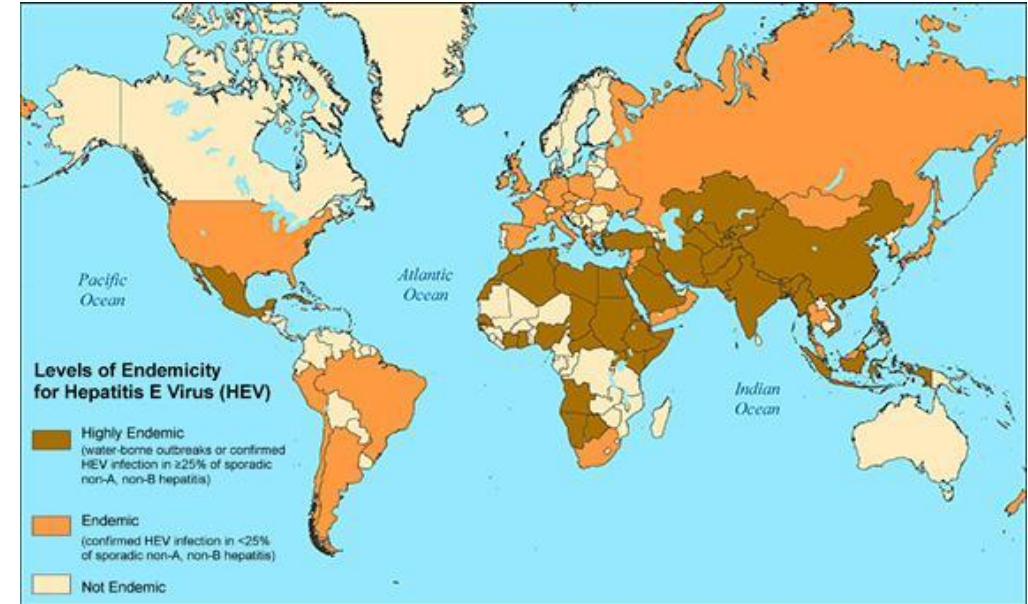 Pacific
Ocean
Atlantic
Ocean
Indian
Ocean
Levels of Endemicity
for Hepatitis E Virus (HEV)
Highly Endemic
(water-borne outbreaks or confirmed
HEV infection in ≥25% of sporadic
non-A, non-B hepatitis)
Endemic
(confirmed HEV infection in <25%
of sporadic non-A, non-B hepatitis)
Not Endemic